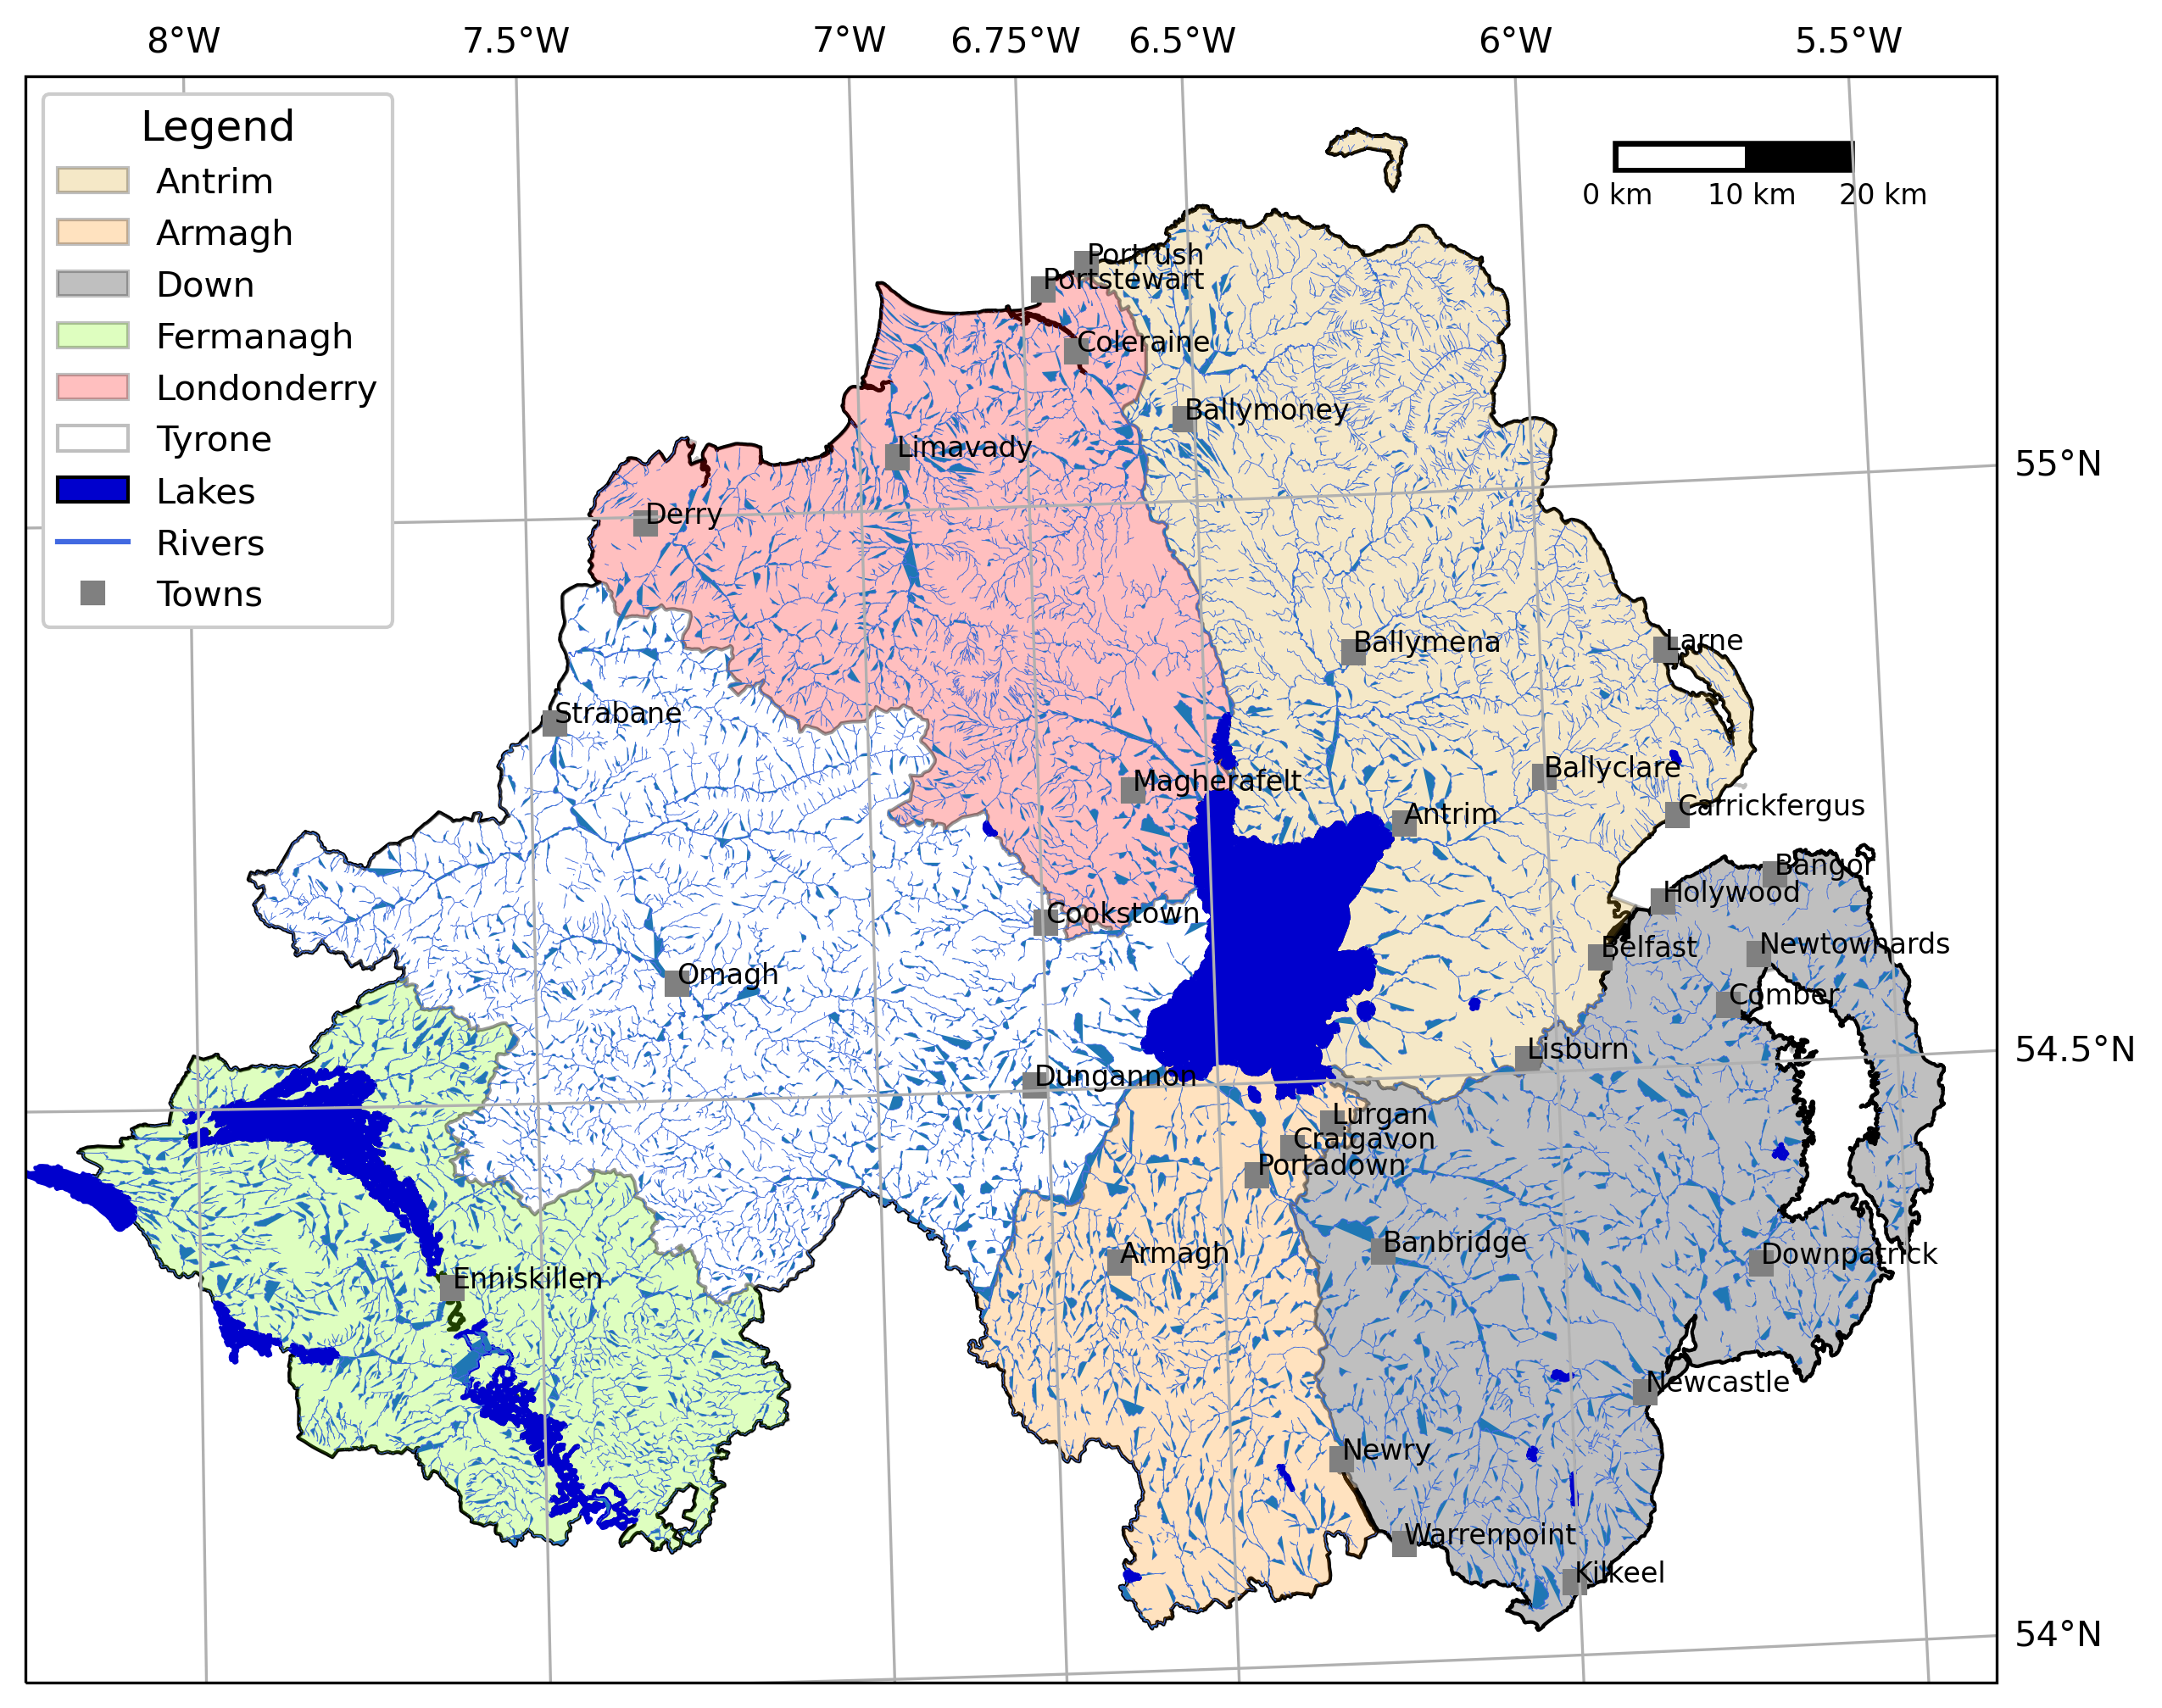 8°W 7.5°W 7°W 6.75°W 6.5°W 6°W 5.5°W
Legend
Antrim
Armagh
Down
Fermanagh
Londonderry
Tyrone
Lakes
Rivers
Towns
0 km 10 km 20 km
Portrush
Portstewart
Coleraine
Ballymoney
Limavady
55°N
Derry
Ballymena
Larne
Strabane
Ballyclare
Magherafelt
Carrickfergus
Antrim
Bangor
Holywood
Cookstown
Newtownards
Belfast
Omagh
Comber
54.5°N
Lisburn
Dungannon
Lurgan
Craigavon
Portadown
Banbridge
Armagh
Downpatrick
Enniskillen
Newcastle
Newry
Warrenpoint
Kilkeel
54°N